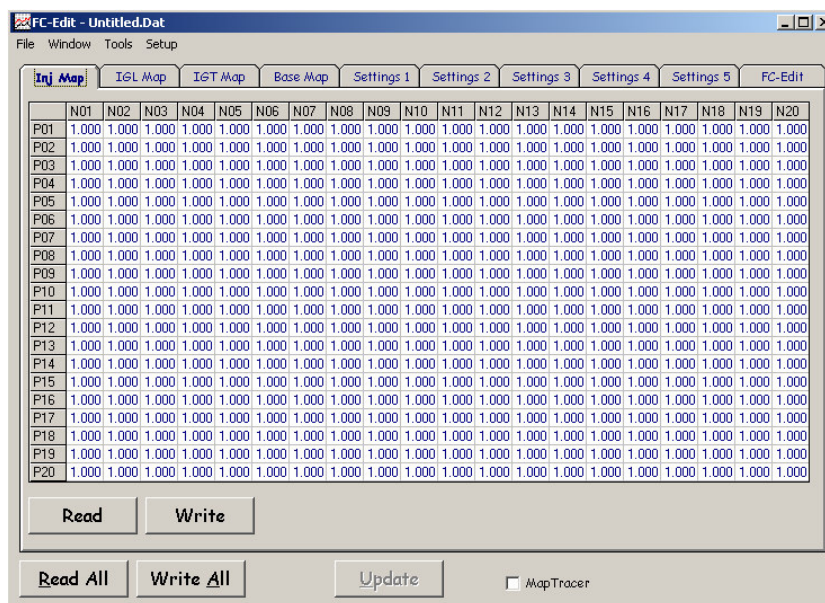 FC-Edit - Untitled.Dat
File Window Tools Setup
Inj Map IGL Map IGT Map Base Map Settings 1 Settings 2 Settings 3 Settings 4 Settings 5 FC-Edit
N01 N02 N03 N04 N05 N06 N07 N08 N09 N10 N11 N12 N13 N14 N15 N16 N17 N18 N19 N20
P01 1.000 1.000 1.000 1.000 1.000 1.000 1.000 1.000 1.000 1.000 1.000 1.000 1.000 1.000 1.000 1.000 1.000 1.000 1.000 1.000
P02 1.000 1.000 1.000 1.000 1.000 1.000 1.000 1.000 1.000 1.000 1.000 1.000 1.000 1.000 1.000 1.000 1.000 1.000 1.000 1.000
P03 1.000 1.000 1.000 1.000 1.000 1.000 1.000 1.000 1.000 1.000 1.000 1.000 1.000 1.000 1.000 1.000 1.000 1.000 1.000 1.000
P04 1.000 1.000 1.000 1.000 1.000 1.000 1.000 1.000 1.000 1.000 1.000 1.000 1.000 1.000 1.000 1.000 1.000 1.000 1.000 1.000
P05 1.000 1.000 1.000 1.000 1.000 1.000 1.000 1.000 1.000 1.000 1.000 1.000 1.000 1.000 1.000 1.000 1.000 1.000 1.000 1.000
P06 1.000 1.000 1.000 1.000 1.000 1.000 1.000 1.000 1.000 1.000 1.000 1.000 1.000 1.000 1.000 1.000 1.000 1.000 1.000 1.000
P07 1.000 1.000 1.000 1.000 1.000 1.000 1.000 1.000 1.000 1.000 1.000 1.000 1.000 1.000 1.000 1.000 1.000 1.000 1.000 1.000
P08 1.000 1.000 1.000 1.000 1.000 1.000 1.000 1.000 1.000 1.000 1.000 1.000 1.000 1.000 1.000 1.000 1.000 1.000 1.000 1.000
P09 1.000 1.000 1.000 1.000 1.000 1.000 1.000 1.000 1.000 1.000 1.000 1.000 1.000 1.000 1.000 1.000 1.000 1.000 1.000 1.000
P10 1.000 1.000 1.000 1.000 1.000 1.000 1.000 1.000 1.000 1.000 1.000 1.000 1.000 1.000 1.000 1.000 1.000 1.000 1.000 1.000
P11 1.000 1.000 1.000 1.000 1.000 1.000 1.000 1.000 1.000 1.000 1.000 1.000 1.000 1.000 1.000 1.000 1.000 1.000 1.000 1.000
P12 1.000 1.000 1.000 1.000 1.000 1.000 1.000 1.000 1.000 1.000 1.000 1.000 1.000 1.000 1.000 1.000 1.000 1.000 1.000 1.000
P13 1.000 1.000 1.000 1.000 1.000 1.000 1.000 1.000 1.000 1.000 1.000 1.000 1.000 1.000 1.000 1.000 1.000 1.000 1.000 1.000
P14 1.000 1.000 1.000 1.000 1.000 1.000 1.000 1.000 1.000 1.000 1.000 1.000 1.000 1.000 1.000 1.000 1.000 1.000 1.000 1.000
P15 1.000 1.000 1.000 1.000 1.000 1.000 1.000 1.000 1.000 1.000 1.000 1.000 1.000 1.000 1.000 1.000 1.000 1.000 1.000 1.000
P16 1.000 1.000 1.000 1.000 1.000 1.000 1.000 1.000 1.000 1.000 1.000 1.000 1.000 1.000 1.000 1.000 1.000 1.000 1.000 1.000
P17 1.000 1.000 1.000 1.000 1.000 1.000 1.000 1.000 1.000 1.000 1.000 1.000 1.000 1.000 1.000 1.000 1.000 1.000 1.000 1.000
P18 1.000 1.000 1.000 1.000 1.000 1.000 1.000 1.000 1.000 1.000 1.000 1.000 1.000 1.000 1.000 1.000 1.000 1.000 1.000 1.000
P19 1.000 1.000 1.000 1.000 1.000 1.000 1.000 1.000 1.000 1.000 1.000 1.000 1.000 1.000 1.000 1.000 1.000 1.000 1.000 1.000
P20 1.000 1.000 1.000 1.000 1.000 1.000 1.000 1.000 1.000 1.000 1.000 1.000 1.000 1.000 1.000 1.000 1.000 1.000 1.000 1.000
Read Write
Read All Write All Update MapTracer